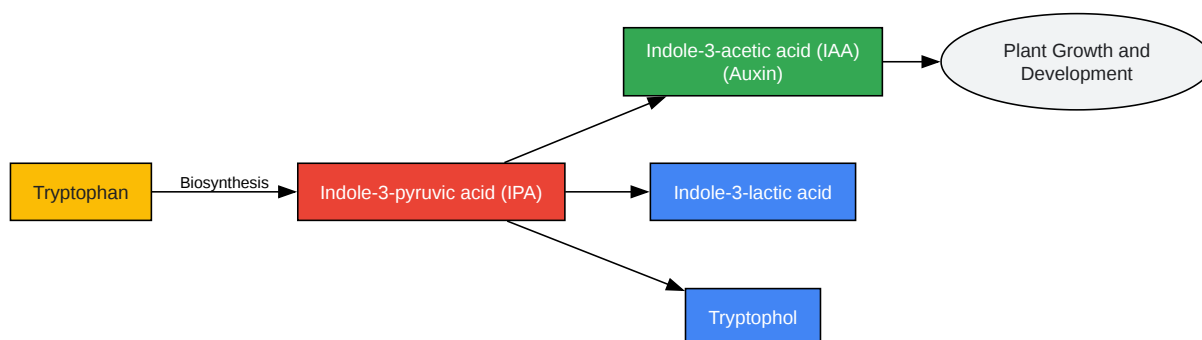 Indole-3-acetic acid (IAA)
(Auxin)
Plant Growth and
Development
Tryptophan
Biosynthesis
Indole-3-pyruvic acid (IPA)
Indole-3-lactic acid
Tryptophol